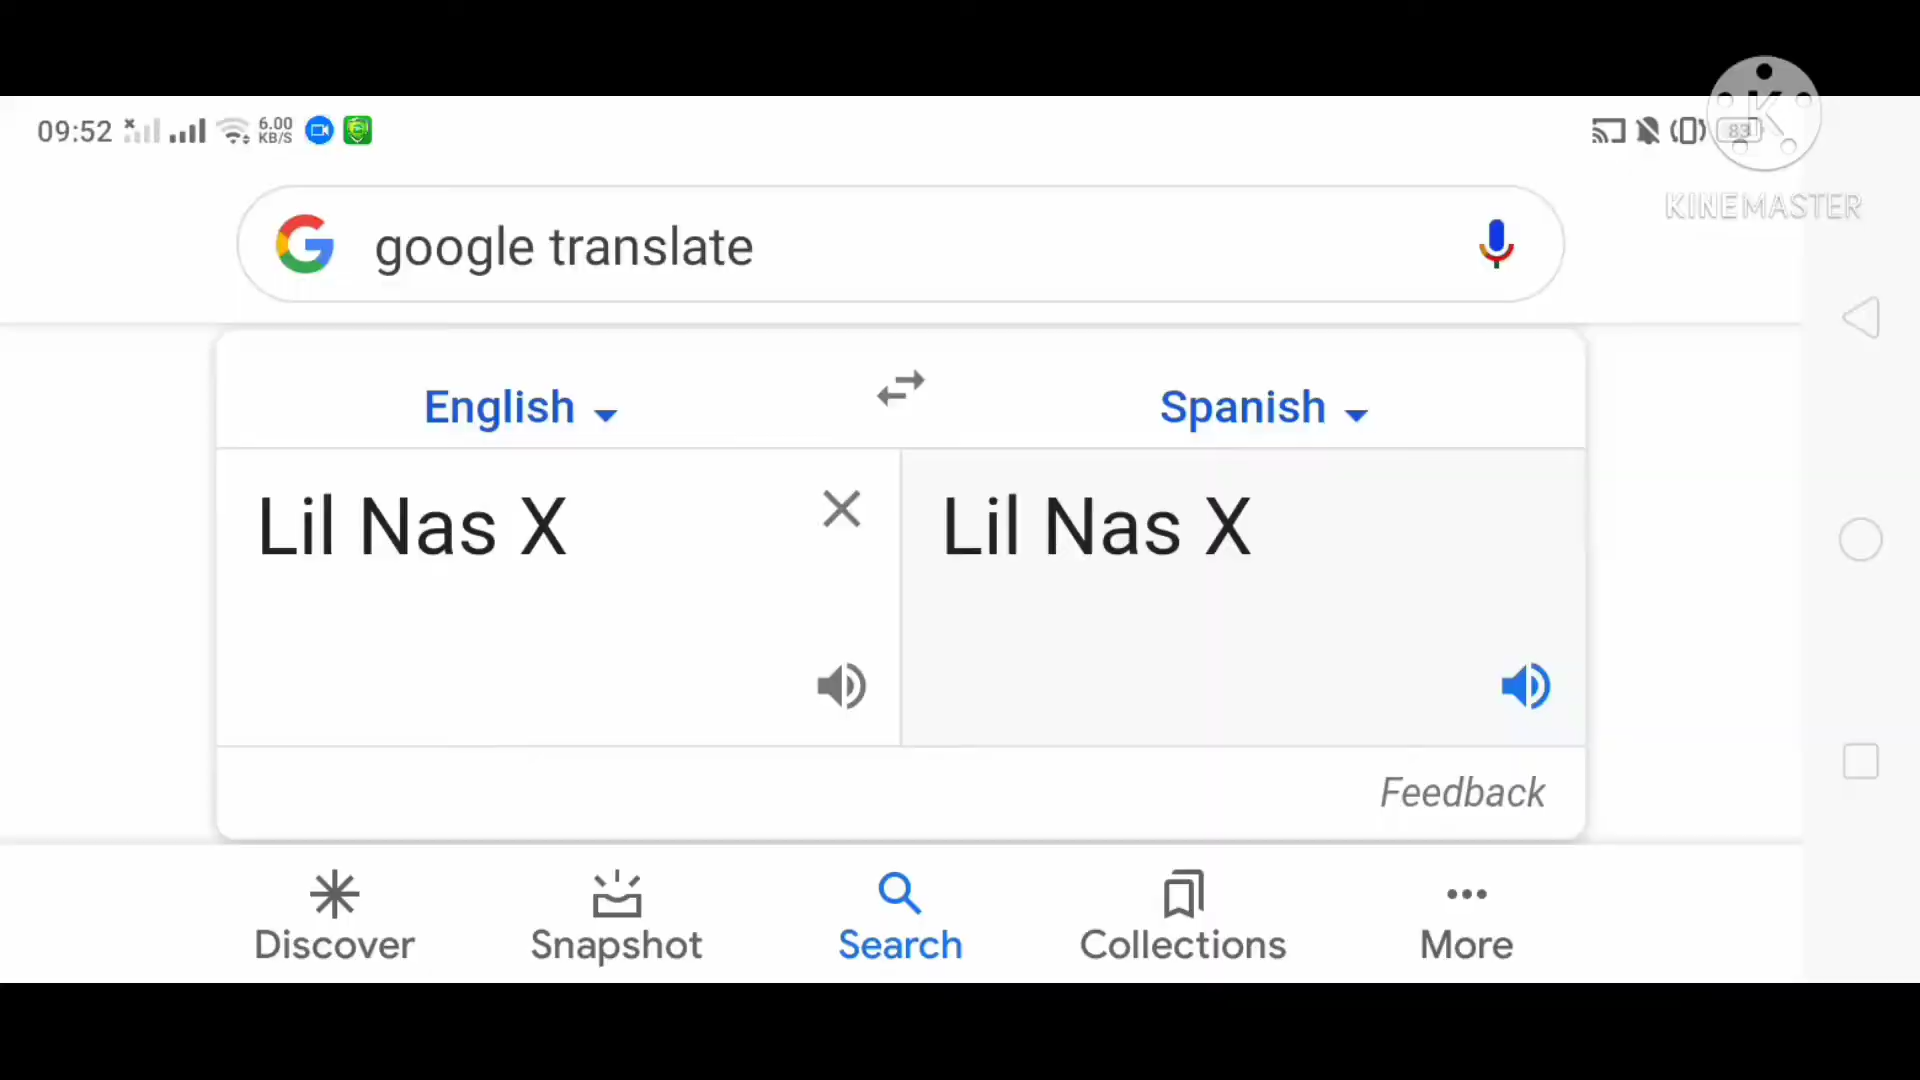 09:52 6.00 KB/S 83
KINEMASTER
google translate
English Spanish
Lil Nas X Lil Nas X
Feedback
Discover Snapshot Search Collections More